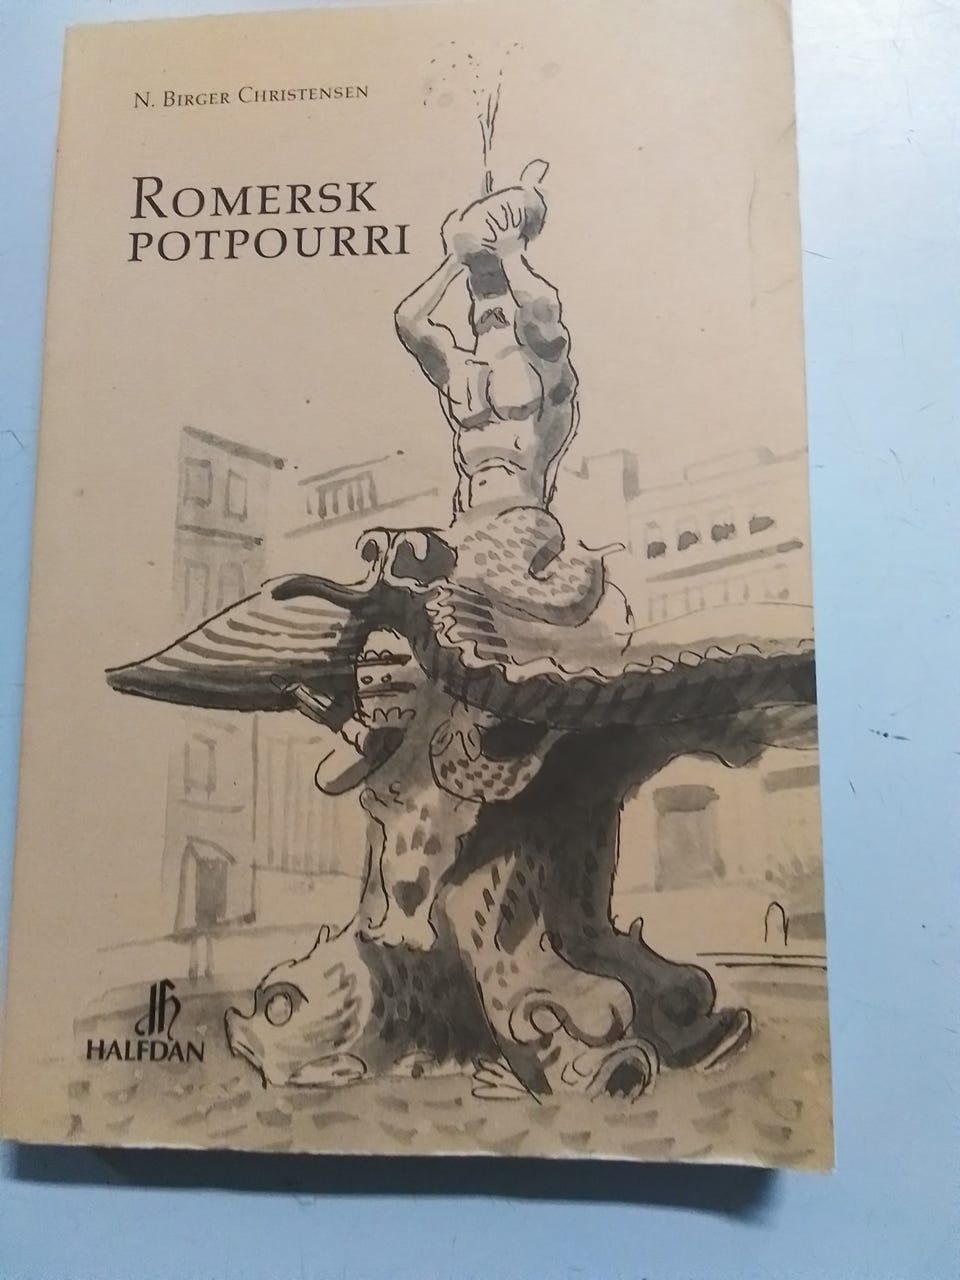 N. BIRGER CHRISTENSEN
ROMERSK
POTPOURRI
HALFDAN